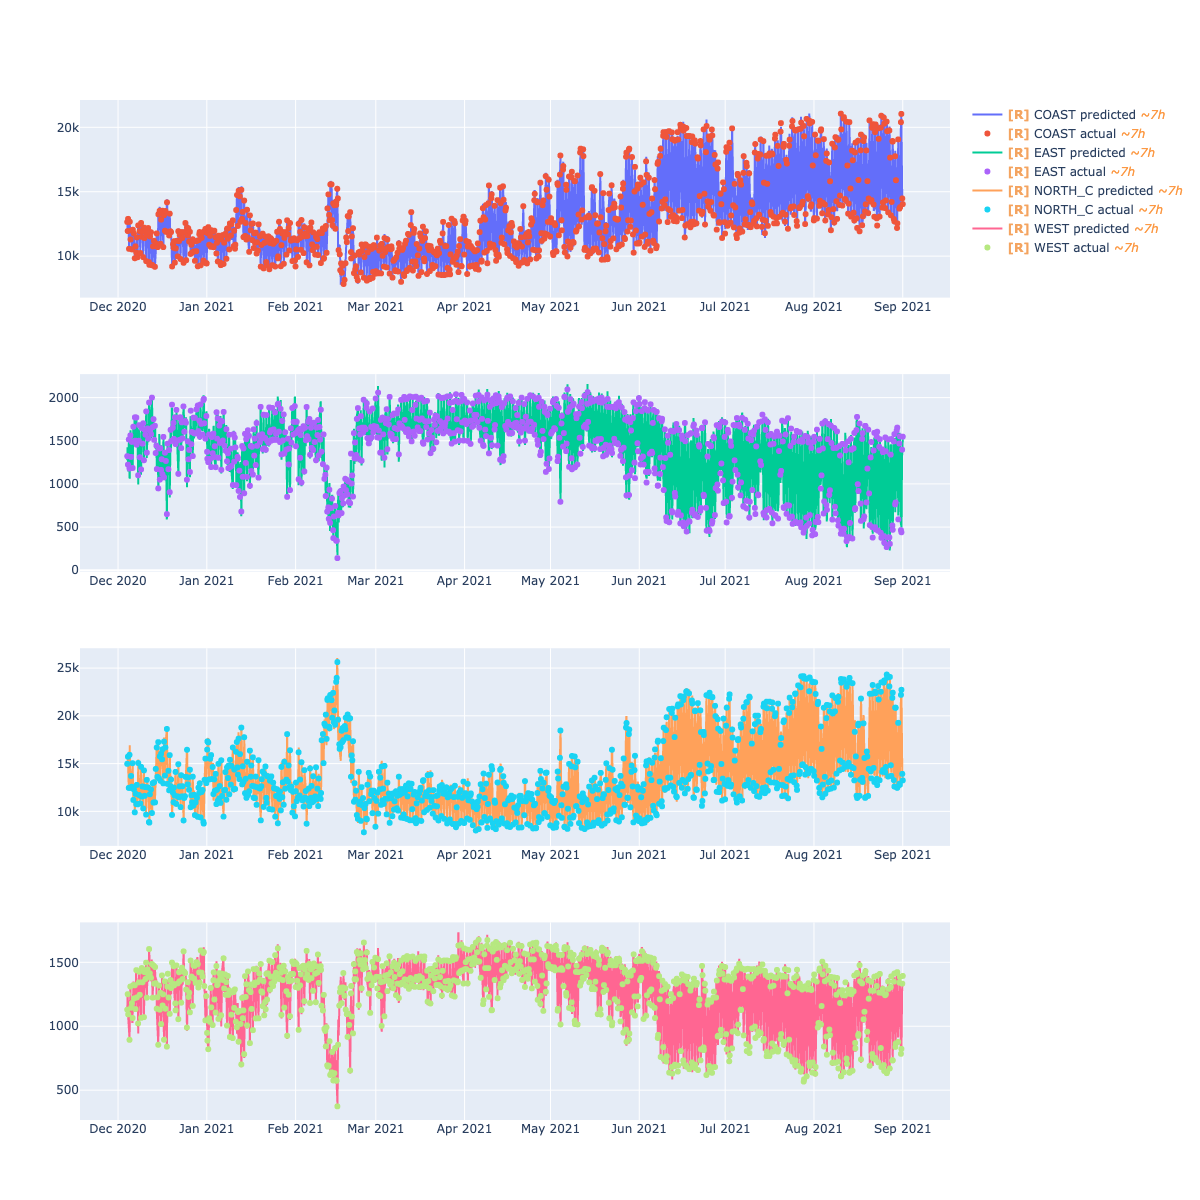 20k
15k
10k
Dec 2020 Jan 2021 Feb 2021 Mar 2021 Apr 2021 May 2021 Jun 2021 Jul 2021 Aug 2021 Sep 2021
[R] COAST predicted ~7h
[R] COAST actual ~7h
[R] EAST predicted ~7h
[R] EAST actual ~7h
[R] NORTH_C predicted ~7h
[R] NORTH_C actual ~7h
[R] WEST predicted ~7h
[R] WEST actual ~7h
2000
1500
1000
500
0
Dec 2020 Jan 2021 Feb 2021 Mar 2021 Apr 2021 May 2021 Jun 2021 Jul 2021 Aug 2021 Sep 2021
25k
20k
15k
10k
Dec 2020 Jan 2021 Feb 2021 Mar 2021 Apr 2021 May 2021 Jun 2021 Jul 2021 Aug 2021 Sep 2021
1500
1000
500
Dec 2020 Jan 2021 Feb 2021 Mar 2021 Apr 2021 May 2021 Jun 2021 Jul 2021 Aug 2021 Sep 2021